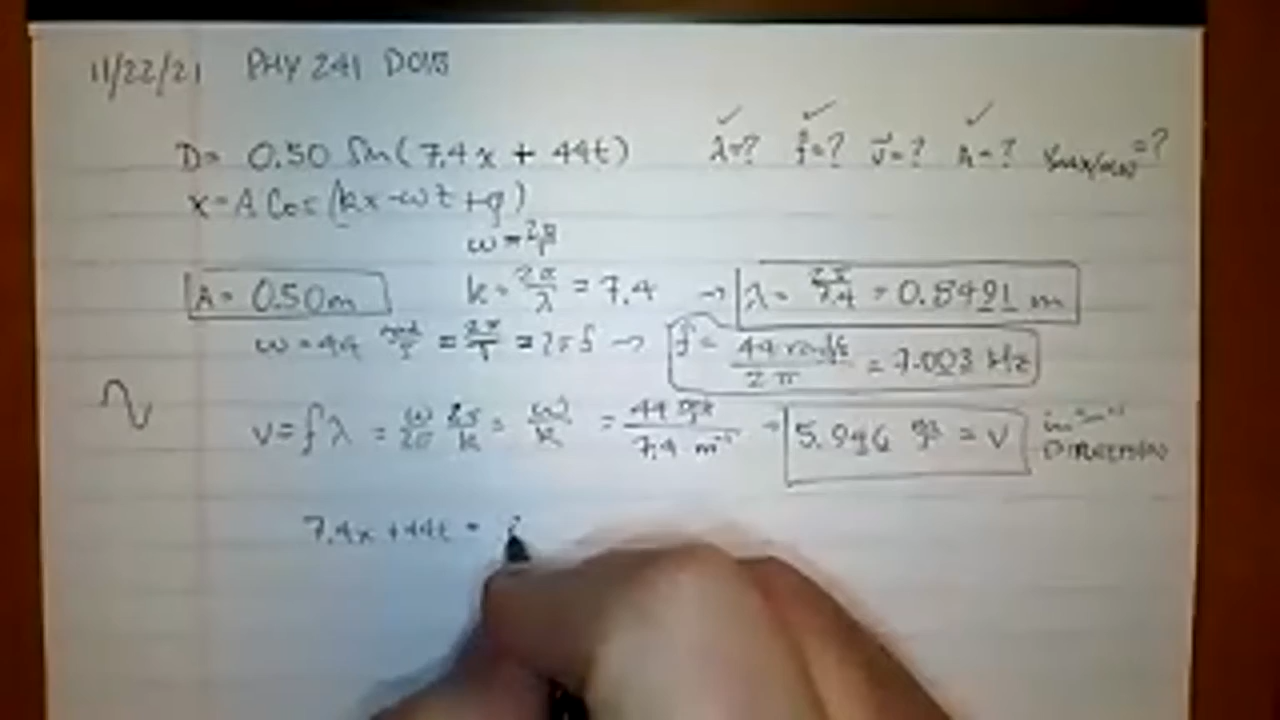 11/22/21 PHY 241 D01B
D = 0.50 Sin(7.4x + 44t) λ=? f=? v⃗=? A=? Vmax/min=?
x = A Cos(kx-ωt+φ)
ω = 2π
A = 0.50m k = 2π/λ = 7.4 → λ = 2π/7.4 = 0.8491 m
ω = 44 rad/s = 2π/T = 2πf → f = 44 rad/s / 2π = 7.003 Hz
v = fλ = ω/2π 2π/k = ω/k = 44 / 7.4 m⁻¹ = 5.946 m/s = v in "-x" DIRECTION
7.4x + 44t =